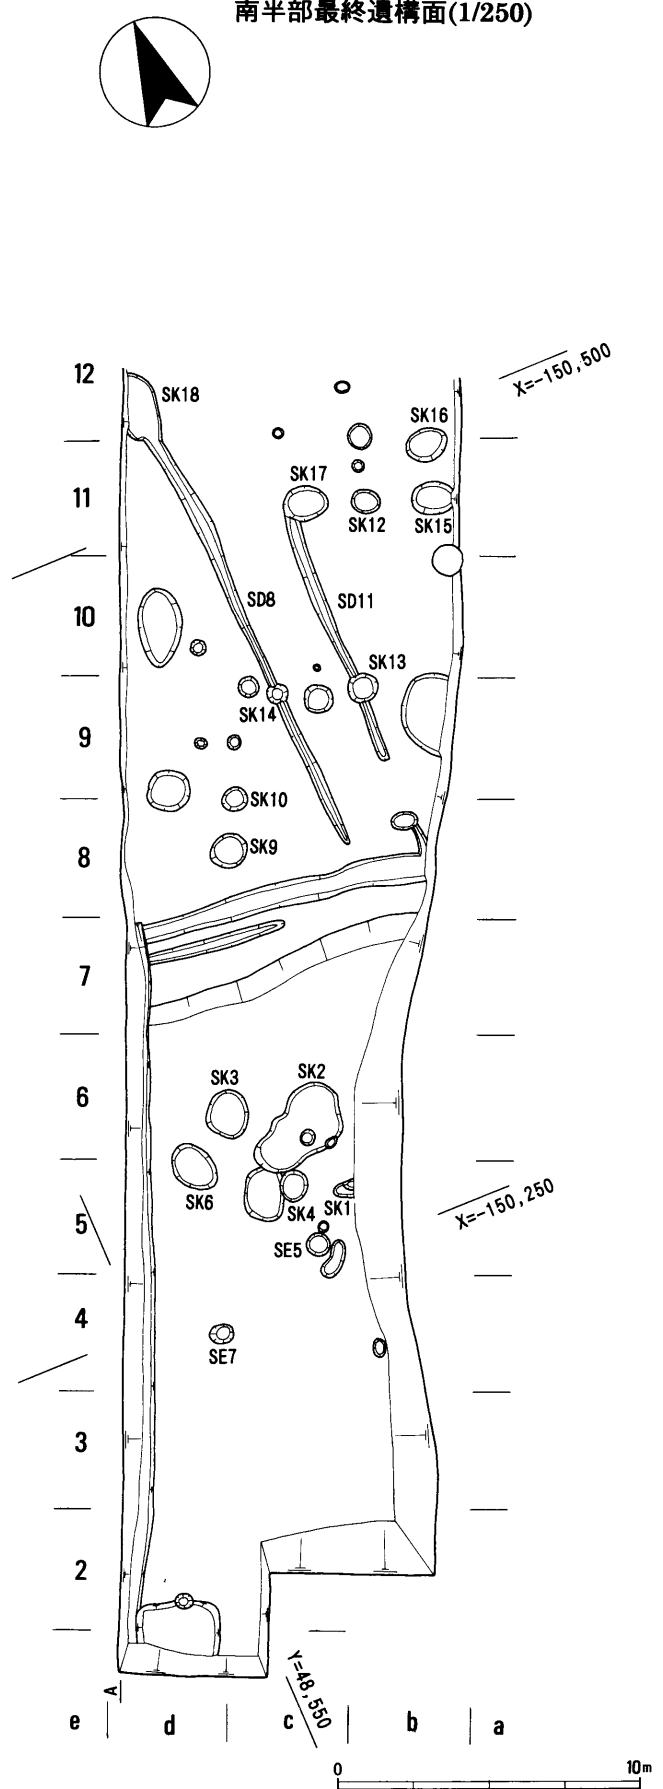 南半部最終遺構面(1/250)
12
SK18
X=-150,500
SK16
11
SK17
SK12
SK15
10
SD8
SD11
SK13
SK14
9
SK10
8
SK9
7
6
SK3
SK2
SK6
SK4
SK1
X=-150,250
5
SE5
4
SE7
3
2
A
Y=48,550
e
d
c
b
a
0
10m